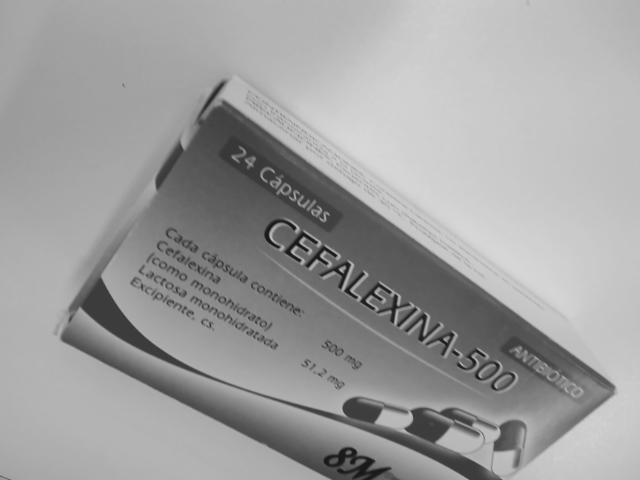 24 Cápsulas
CEFALEXINA-500
ANTIBIÓTICO
Cada cápsula contiene:
Cefalexina
(como monohidrato) 500 mg
Lactosa monohidratada 51.2 mg
Excipiente, cs.
8M